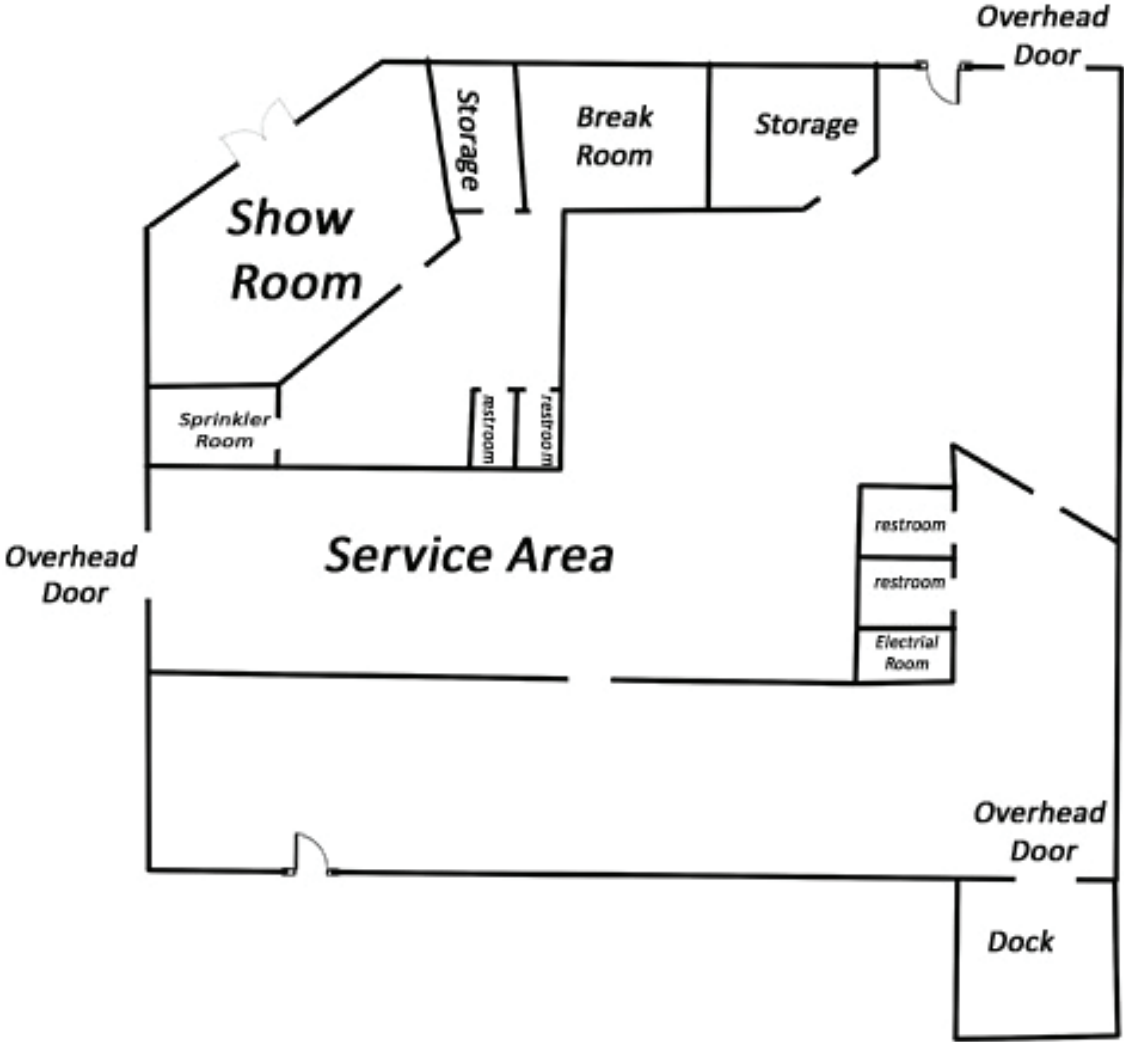 Overhead
Door
Storage
Break
Room
Storage
Show
Room
Sprinkler
Room
restroom
restroom
Overhead
Door
Service Area
restroom
restroom
Electrial
Room
Overhead
Door
Dock